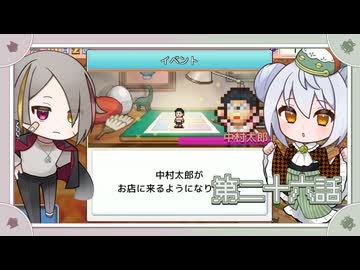 イベント
中村太郎
中村太郎が
お店に来るようになり
第二十六話